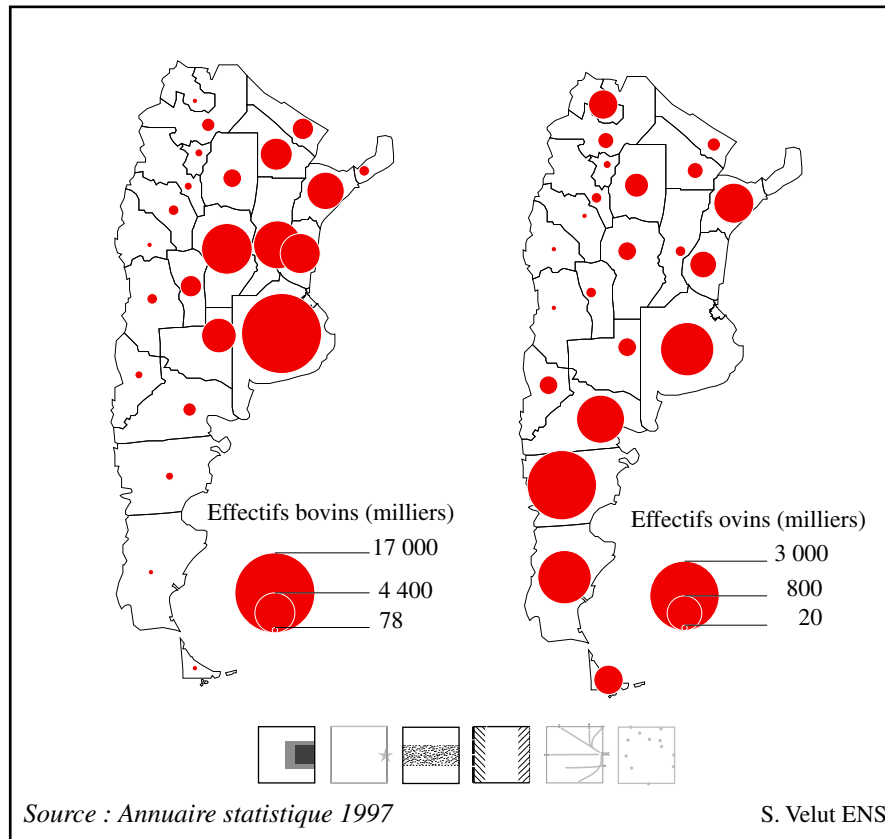 Effectifs bovins (milliers)
17 000
4 400
78
Effectifs ovins (milliers)
3 000
800
20
Source : Annuaire statistique 1997
S. Velut ENS